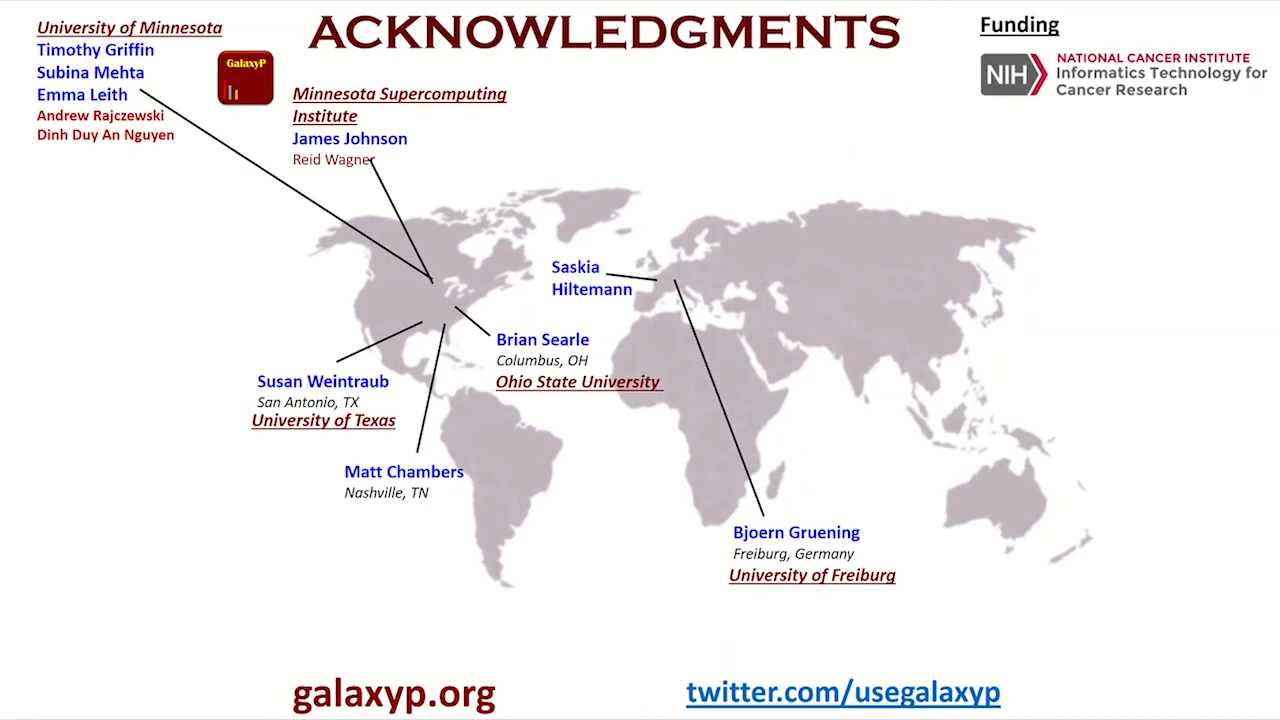 ACKNOWLEDGMENTS
University of Minnesota
Timothy Griffin
Subina Mehta
Emma Leith
Andrew Rajczewski
Dinh Duy An Nguyen
GalaxyP
Minnesota Supercomputing
Institute
James Johnson
Reid Wagner
Funding
NIH
NATIONAL CANCER INSTITUTE
Informatics Technology for
Cancer Research
Saskia
Hiltemann
Brian Searle
Columbus, OH
Ohio State University
Susan Weintraub
San Antonio, TX
University of Texas
Matt Chambers
Nashville, TN
Bjoern Gruening
Freiburg, Germany
University of Freiburg
galaxyp.org
twitter.com/usegalaxyp